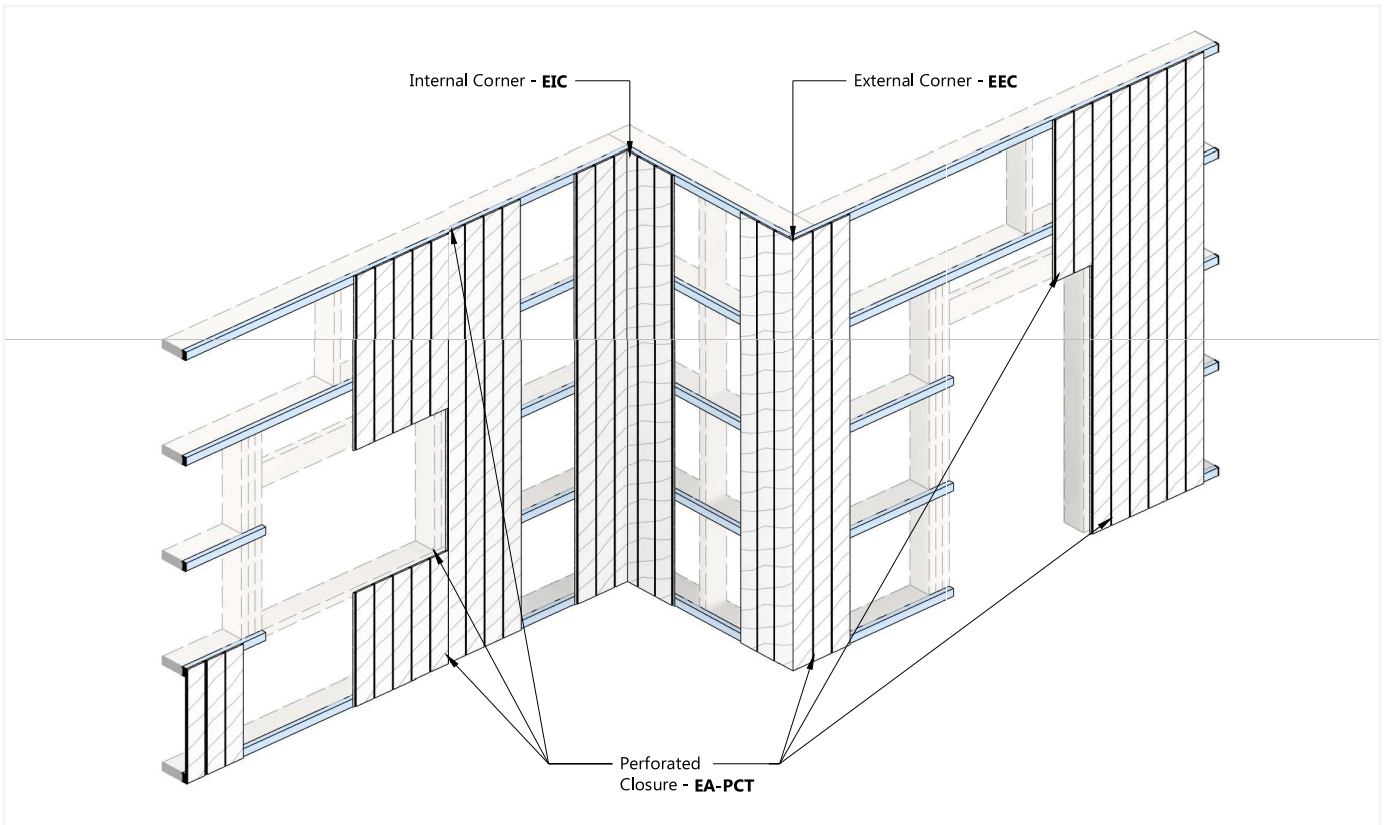 Internal Corner - EIC
External Corner - EEC
Perforated
Closure - EA-PCT